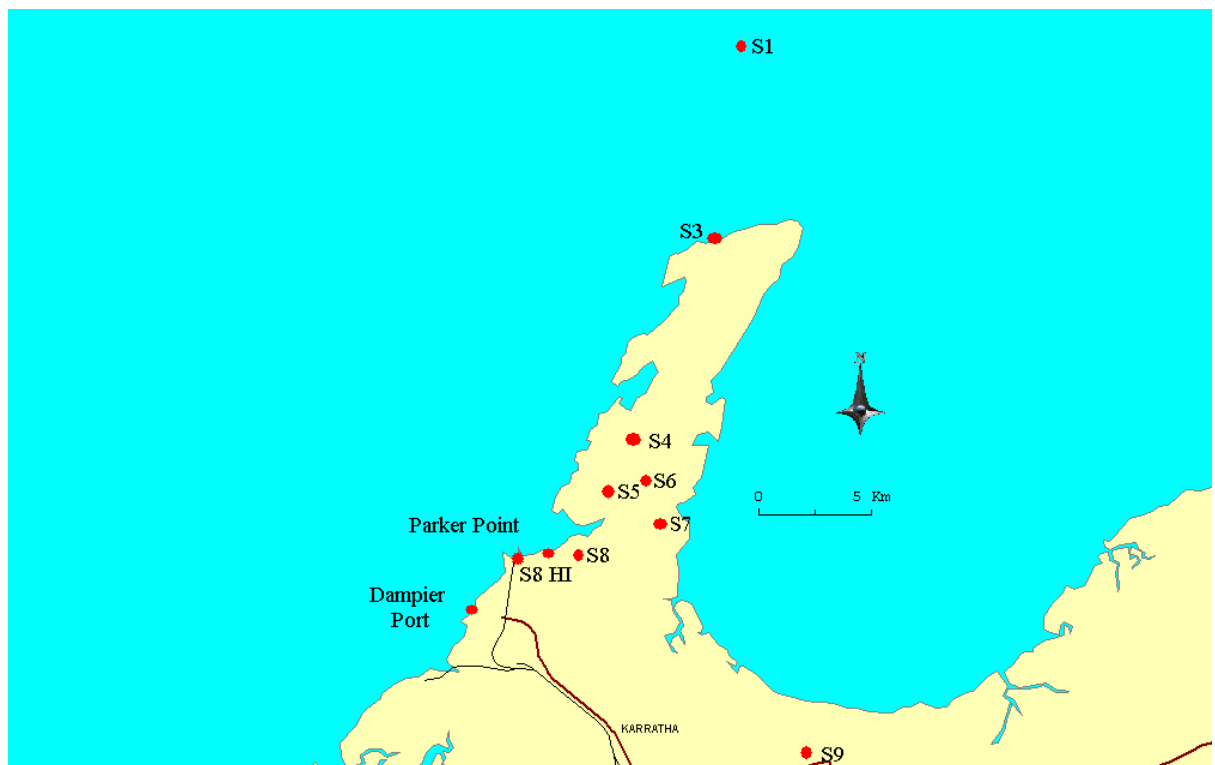 S1
S3
N
S4
S6
S5
0 5 Km
Parker Point
S7
S8
S8 HI
Dampier
Port
KARRATHA
S9